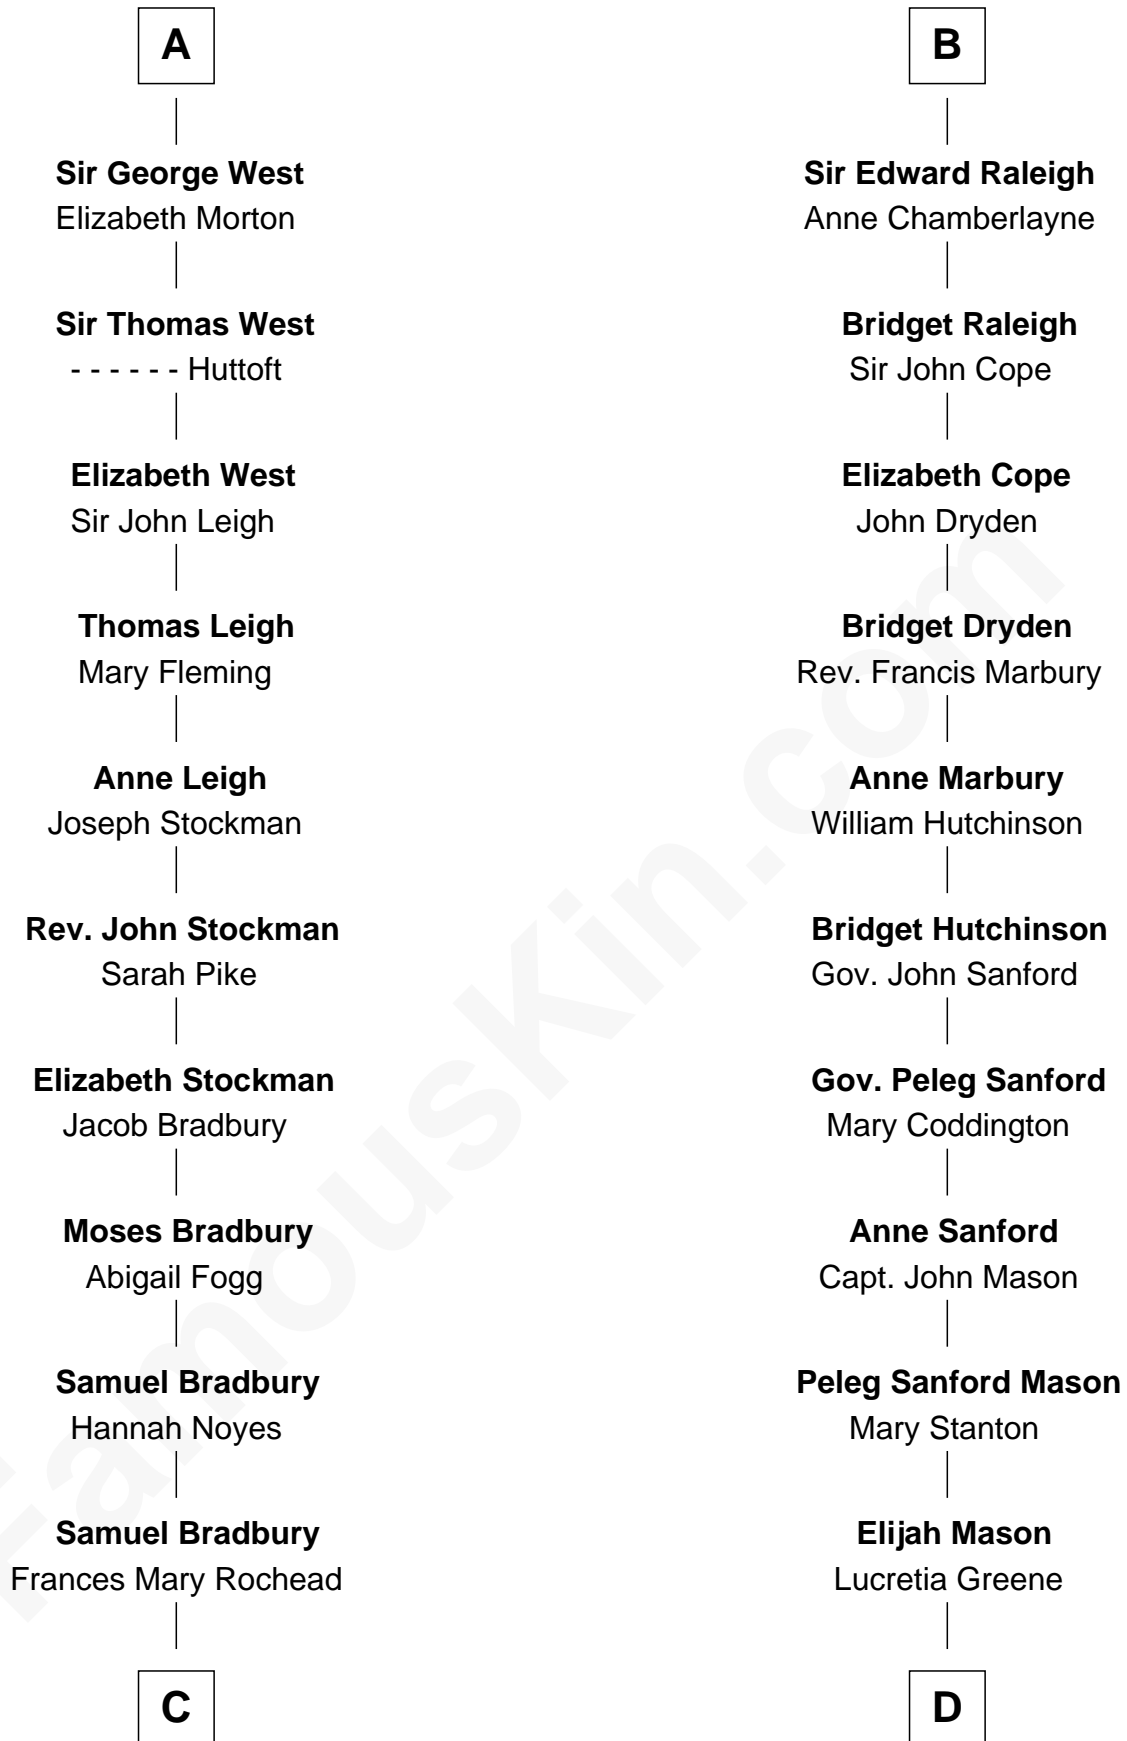 A
Sir George West
Elizabeth Morton
Sir Thomas West
- - - - - - Huttoft
Elizabeth West
Sir John Leigh
Thomas Leigh
Mary Fleming
Anne Leigh
Joseph Stockman
Rev. John Stockman
Sarah Pike
Elizabeth Stockman
Jacob Bradbury
Moses Bradbury
Abigail Fogg
Samuel Bradbury
Hannah Noyes
Samuel Bradbury
Frances Mary Rochead
C
B
Sir Edward Raleigh
Anne Chamberlayne
Bridget Raleigh
Sir John Cope
Elizabeth Cope
John Dryden
Bridget Dryden
Rev. Francis Marbury
Anne Marbury
William Hutchinson
Bridget Hutchinson
Gov. John Sanford
Gov. Peleg Sanford
Mary Coddington
Anne Sanford
Capt. John Mason
Peleg Sanford Mason
Mary Stanton
Elijah Mason
Lucretia Greene
D
FamousKin.com